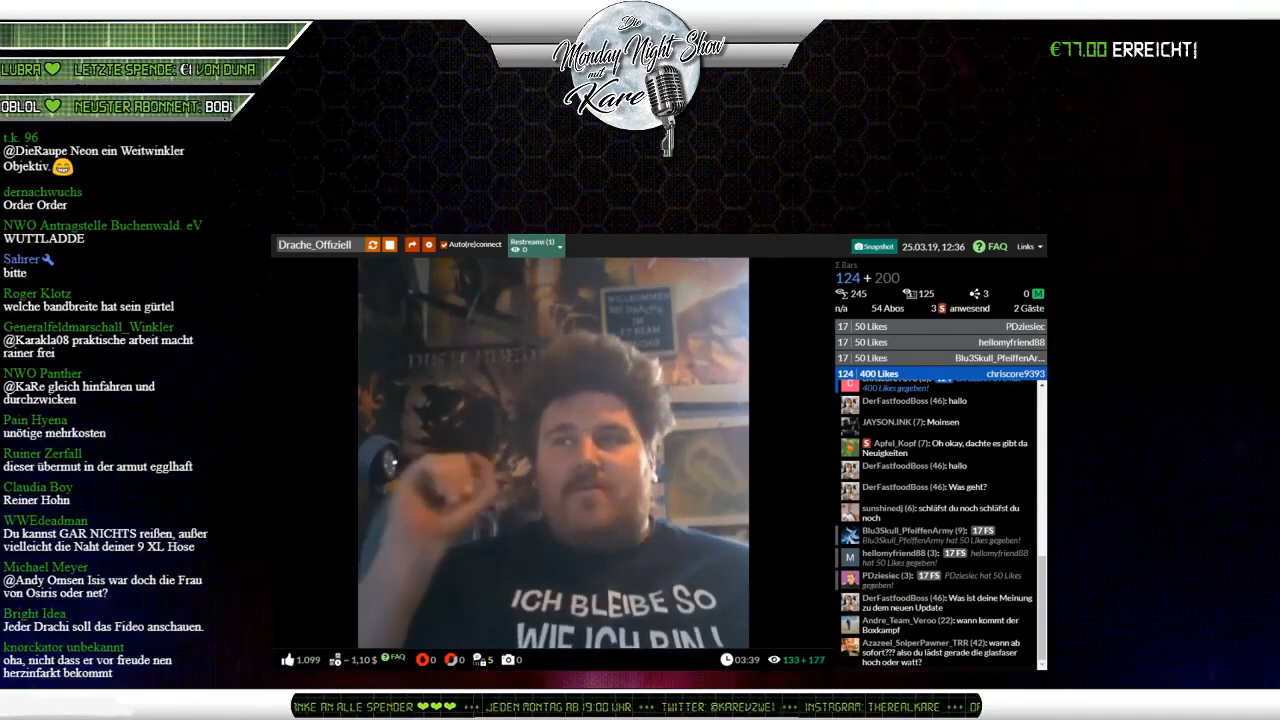 LUBRA LETZTE SPENDE: €1 VON DUNA
OBLOL NEUSTER ABONNENT: BOBL
Die
Monday Night Show
mit
Kare
€77.00 ERREICHT!
t.k. 96
@DieRaupe Neon ein Weitwinkler
Objektiv.😁
dernachwuchs
Order Order
NWO Antragstelle Buchenwald. eV
WUTTLADDE
Sahrer
bitte
Roger Klotz
welche bandbreite hat sein gürtel
Generalfeldmarschall_Winkler
@Karakla08 praktische arbeit macht
rainer frei
NWO Panther
@KaRe gleich hinfahren und
durchzwicken
Pain Hyena
unötige mehrkosten
Ruiner Zerfall
dieser übermut in der armut egglhaft
Claudia Boy
Reiner Hohn
WWEdeadman
Du kannst GAR NICHTS reißen, außer
vielleicht die Naht deiner 9 XL Hose
Michael Meyer
@Andy Omsen Isis war doch die Frau
von Osiris oder net?
Bright Idea
Jeder Drachi soll das Fideo anschauen.
knorckator unbekannt
oha, nicht dass er vor freude nen
herzinfarkt bekommt
Drache_Offiziell
Auto(re)connect
Restreams (1)
0
Snapshot 25.03.19, 12:36 FAQ Links
WILLKOMMEN
IM
ICH BLEIBE SO
WIE ICH BIN !
Σ Bars
124 + 200
245 125 3 0 M
n/a 54 Abos 3 S anwesend 2 Gäste
17 | 50 Likes PDziesiec
17 | 50 Likes hellomyfriend88
17 | 50 Likes Blu3Skull_PfeiffenAr...
124 | 400 Likes chriscore9393
400 Likes gegeben!
DerFastfoodBoss (46): hallo
JAYSON.INK (7): Moinsen
S Apfel_Kopf (7): Oh okay, dachte es gibt da
Neuigkeiten
DerFastfoodBoss (46): hallo
DerFastfoodBoss (46): Was geht?
sunshinedj (6): schläfst du noch schläfst du
noch
Blu3Skull_PfeiffenArmy (9): 17 FS
Blu3Skull_PfeiffenArmy hat 50 Likes gegeben!
hellomyfriend88 (3): 17 FS hellomyfriend88
hat 50 Likes gegeben!
PDziesiec (3): 17 FS PDziesiec hat 50 Likes
gegeben!
DerFastfoodBoss (46): Was ist deine Meinung
zu dem neuen Update
Andre_Team_Veroo (22): wann kommt der
Boxkampf
Azazeel_SniperPawner_TRR (42): wann ab
sofort??? also du lädst gerade die glasfaser
hoch oder watt?
1.099 ~ 1,10 $ FAQ 0 0 5 0 03:39 133 + 177
NKE AN ALLE SPENDER ❤❤❤ +++ JEDEN MONTAG AB 19:00 UHR +++ TWITTER: @KAREVZWEI +++ INSTAGRAM: THEREALKARE +++